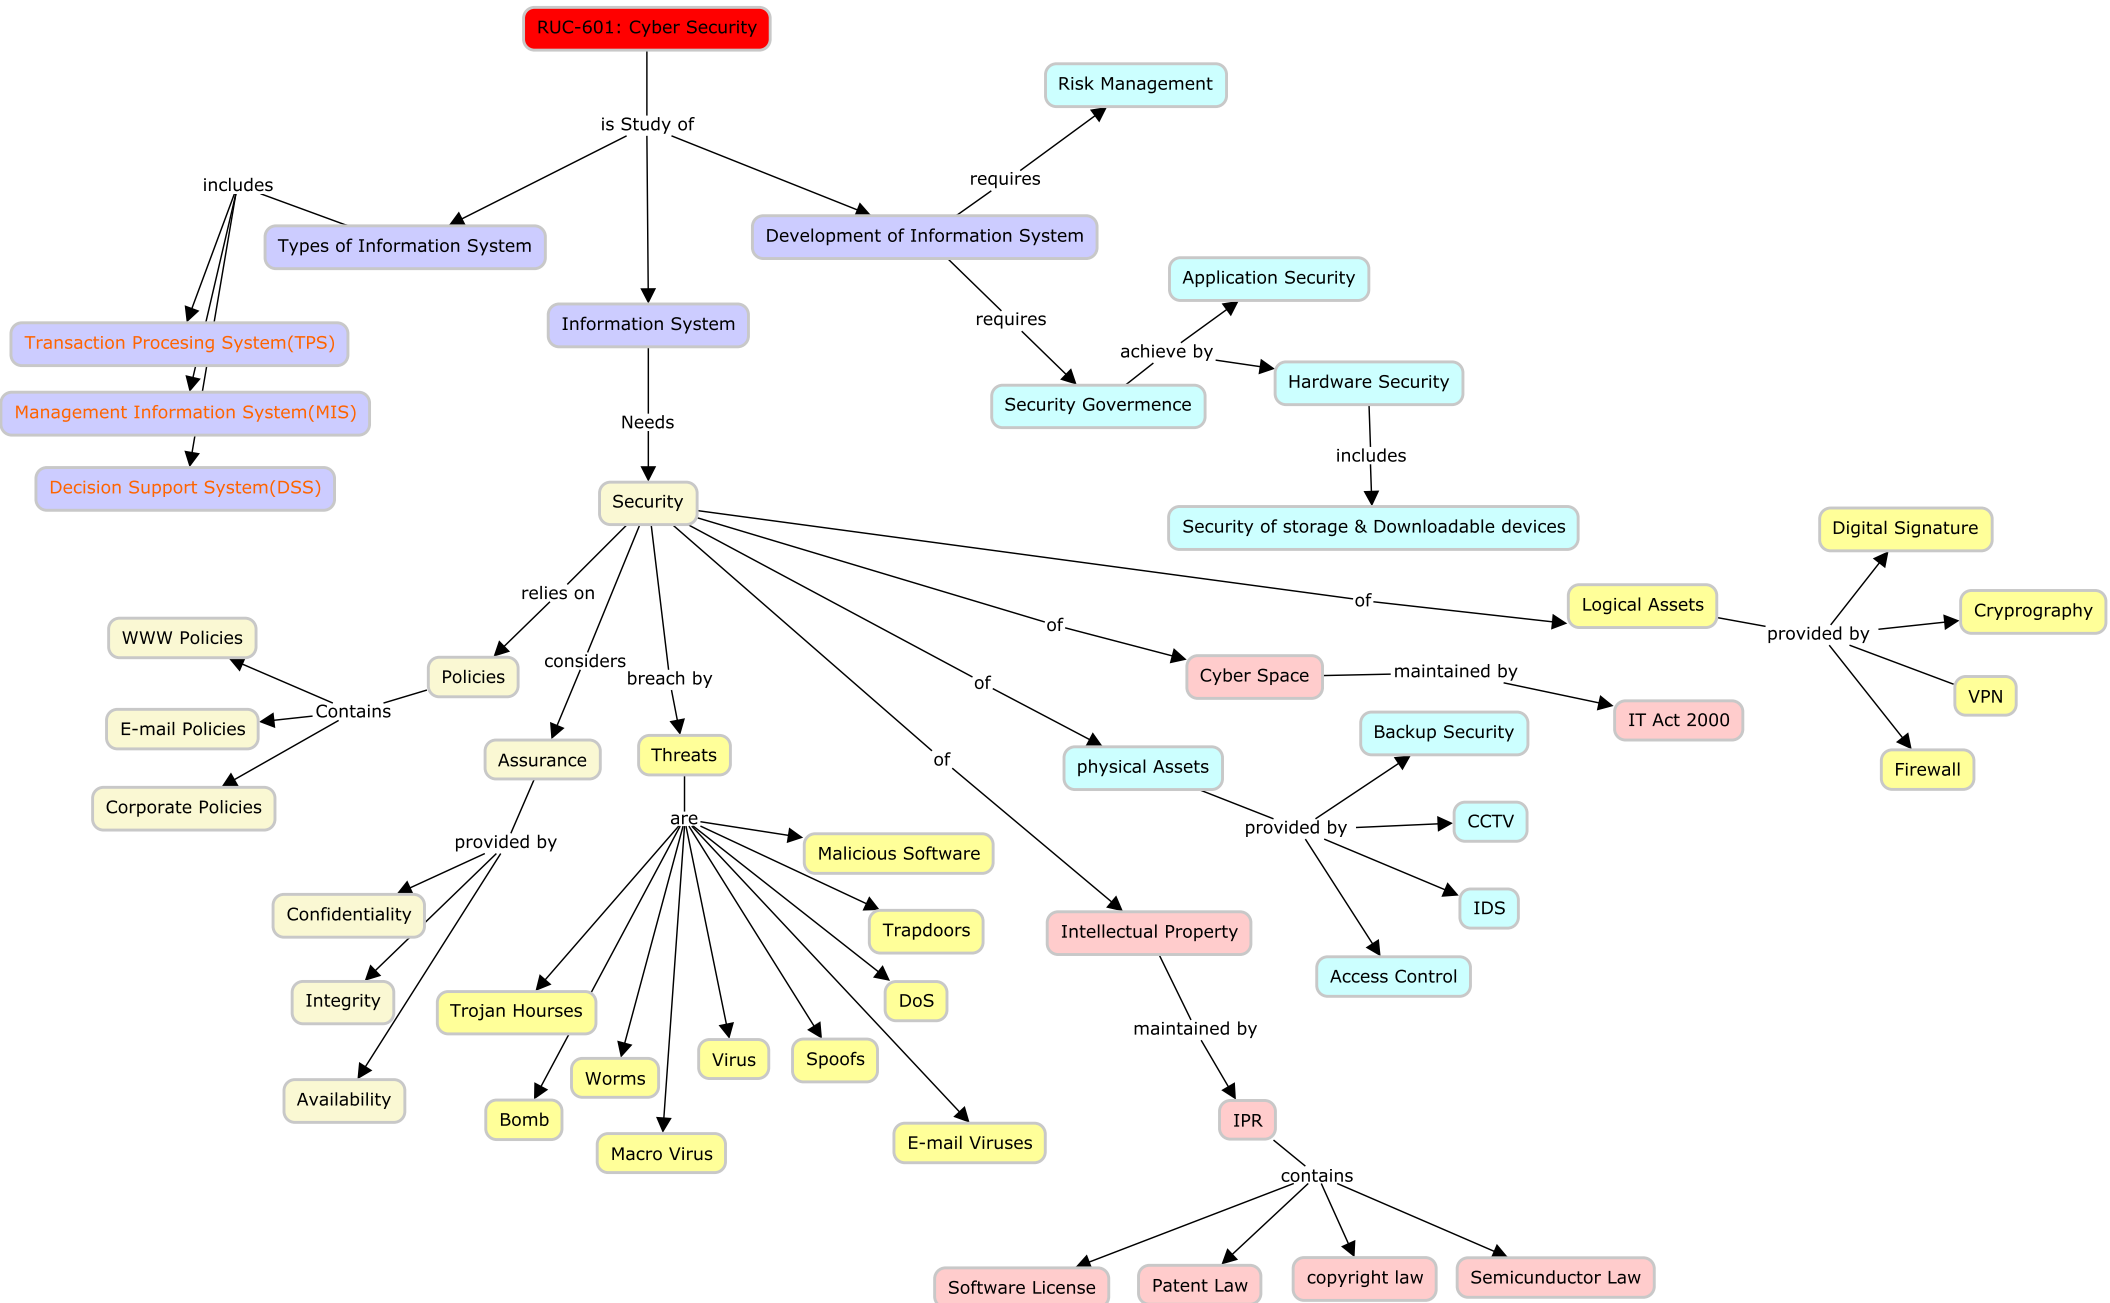 RUC-601: Cyber Security
Risk Management
is Study of
requires
includes
Types of Information System
Development of Information System
Application Security
Information System
requires
Transaction Procesing System(TPS)
achieve by
Hardware Security
Security Govermence
Management Information System(MIS)
Needs
includes
Decision Support System(DSS)
Security
Security of storage & Downloadable devices
Digital Signature
relies on
of
Logical Assets
Cryprography
of
provided by
WWW Policies
considers
breach by
Policies
of
Cyber Space
maintained by
VPN
Contains
E-mail Policies
IT Act 2000
Backup Security
Assurance
Threats
of
physical Assets
Firewall
Corporate Policies
are
provided by
CCTV
provided by
Malicious Software
Confidentiality
Trapdoors
Intellectual Property
IDS
Integrity
Trojan Hourses
DoS
Access Control
maintained by
Worms
Virus
Spoofs
Availability
Bomb
IPR
Macro Virus
E-mail Viruses
contains
Software License
Patent Law
copyright law
Semicunductor Law